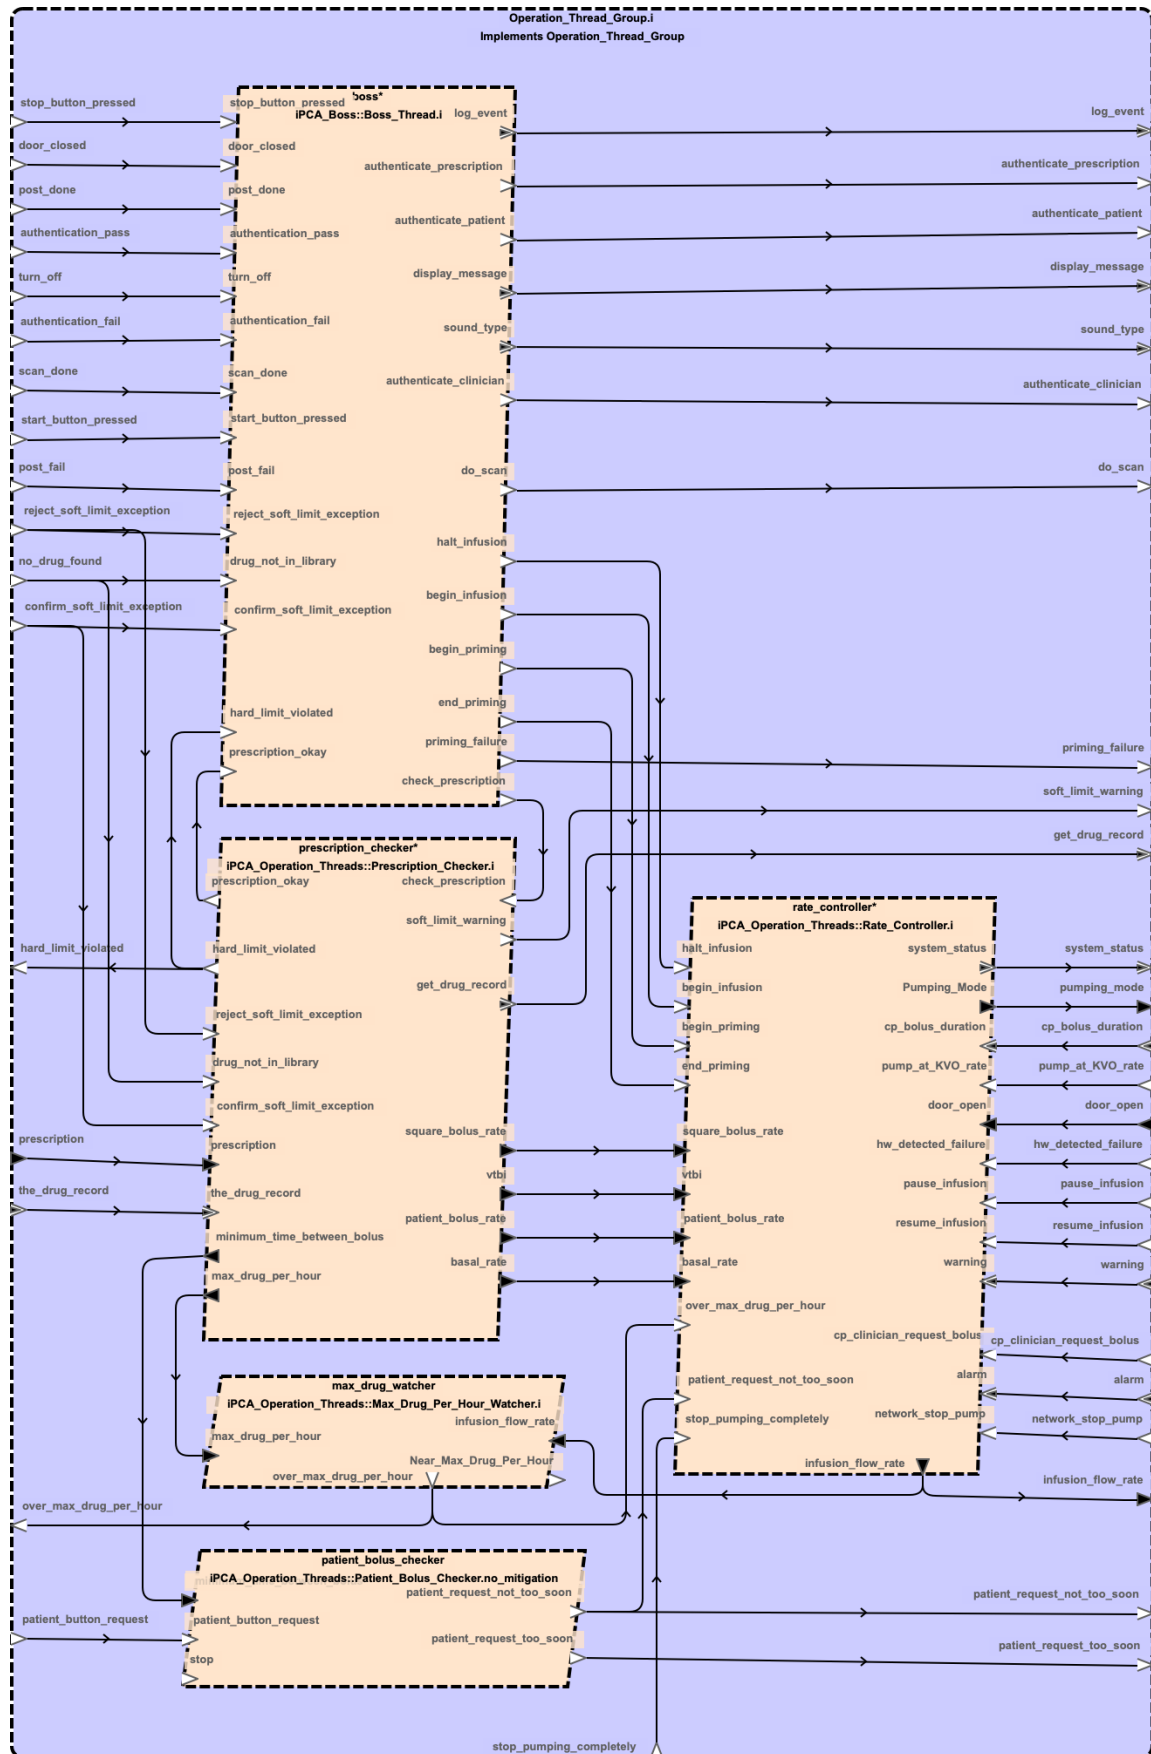 Operation_Thread_Group.i
Implements Operation_Thread_Group
stop_button_pressed
door_closed
post_done
authentication_pass
turn_off
authentication_fail
scan_done
start_button_pressed
post_fail
reject_soft_limit_exception
no_drug_found
confirm_soft_limit_exception
boss*
iPCA_Boss::Boss_Thread.i
stop_button_pressed
door_closed
post_done
authentication_pass
turn_off
authentication_fail
scan_done
start_button_pressed
post_fail
reject_soft_limit_exception
drug_not_in_library
confirm_soft_limit_exception
hard_limit_violated
prescription_okay
log_event
authenticate_prescription
authenticate_patient
display_message
sound_type
authenticate_clinician
do_scan
halt_infusion
begin_infusion
begin_priming
end_priming
priming_failure
check_prescription
log_event
authenticate_prescription
authenticate_patient
display_message
sound_type
authenticate_clinician
do_scan
priming_failure
soft_limit_warning
get_drug_record
hard_limit_violated
prescription
the_drug_record
prescription_checker*
iPCA_Operation_Threads::Prescription_Checker.i
prescription_okay
hard_limit_violated
reject_soft_limit_exception
drug_not_in_library
confirm_soft_limit_exception
prescription
the_drug_record
minimum_time_between_bolus
max_drug_per_hour
check_prescription
soft_limit_warning
get_drug_record
square_bolus_rate
vtbi
patient_bolus_rate
basal_rate
rate_controller*
iPCA_Operation_Threads::Rate_Controller.i
halt_infusion
begin_infusion
begin_priming
end_priming
square_bolus_rate
vtbi
patient_bolus_rate
basal_rate
over_max_drug_per_hour
patient_request_not_too_soon
stop_pumping_completely
system_status
Pumping_Mode
cp_bolus_duration
pump_at_KVO_rate
door_open
hw_detected_failure
pause_infusion
resume_infusion
warning
cp_clinician_request_bolus
alarm
network_stop_pump
infusion_flow_rate
system_status
pumping_mode
cp_bolus_duration
pump_at_KVO_rate
door_open
hw_detected_failure
pause_infusion
resume_infusion
warning
cp_clinician_request_bolus
alarm
network_stop_pump
infusion_flow_rate
max_drug_watcher
iPCA_Operation_Threads::Max_Drug_Per_Hour_Watcher.i
infusion_flow_rate
max_drug_per_hour
Near_Max_Drug_Per_Hour
over_max_drug_per_hour
over_max_drug_per_hour
patient_bolus_checker
iPCA_Operation_Threads::Patient_Bolus_Checker.no_mitigation
patient_request_not_too_soon
patient_button_request
patient_request_too_soon
stop
patient_button_request
patient_request_not_too_soon
patient_request_too_soon
stop_pumping_completely